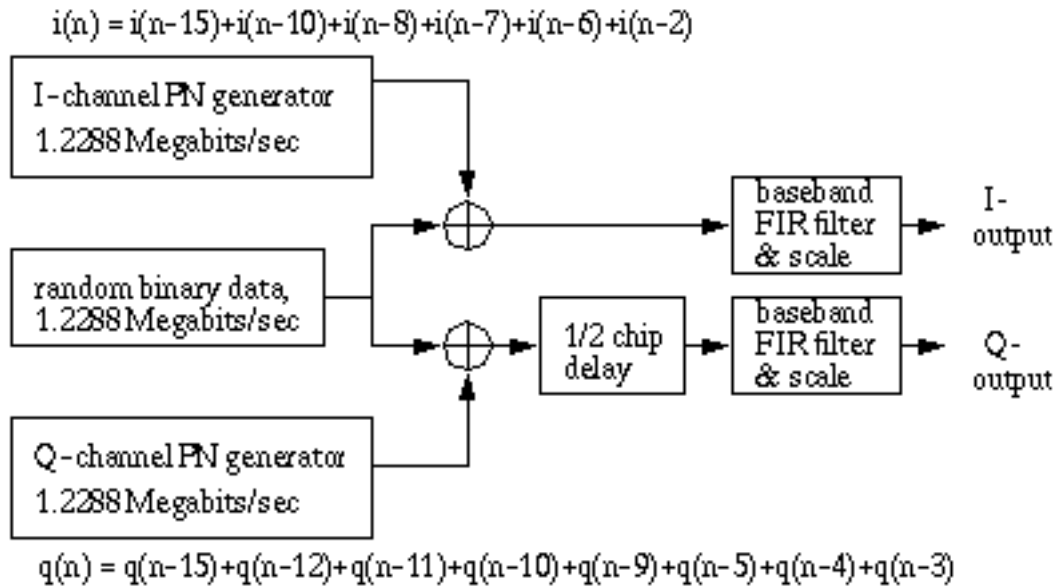 i(n) = i(n-15)+i(n-10)+i(n-8)+i(n-7)+i(n-6)+i(n-2)
I-channel PN generator
1.2288 Megabits/sec
random binary data,
1.2288 Megabits/sec
Q-channel PN generator
1.2288 Megabits/sec
1/2 chip
delay
baseband
FIR filter
& scale
I-
output
baseband
FIR filter
& scale
Q-
output
q(n) = q(n-15)+q(n-12)+q(n-11)+q(n-10)+q(n-9)+q(n-5)+q(n-4)+q(n-3)